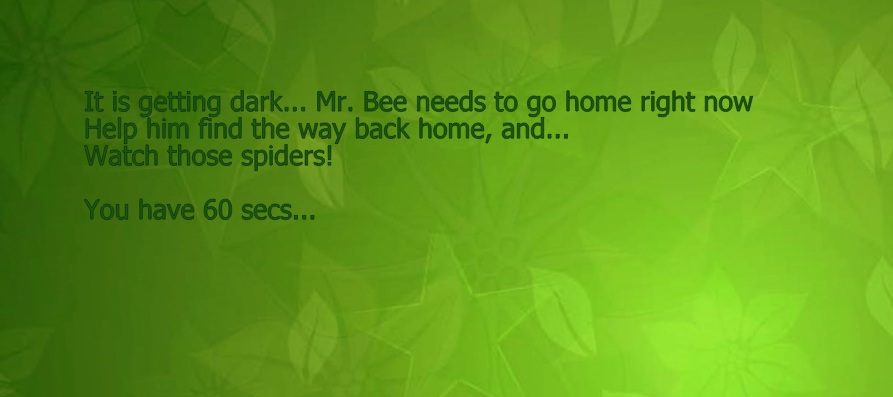 It is getting dark... Mr. Bee needs to go home right now
Help him find the way back home, and...
Watch those spiders!
You have 60 secs...